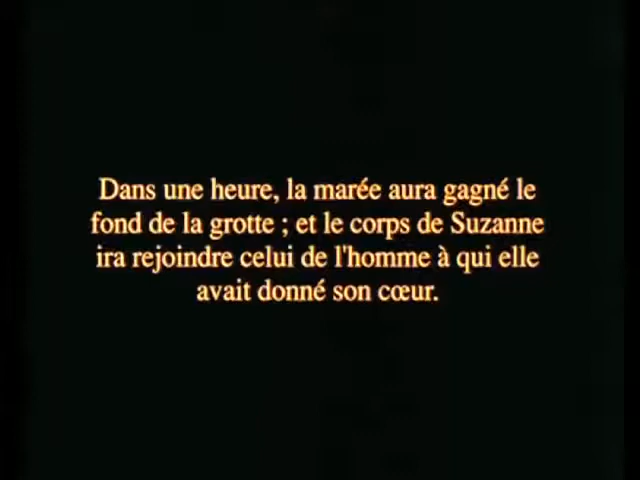 Dans une heure, la marée aura gagné le
fond de la grotte ; et le corps de Suzanne
ira rejoindre celui de l'homme à qui elle
avait donné son cœur.